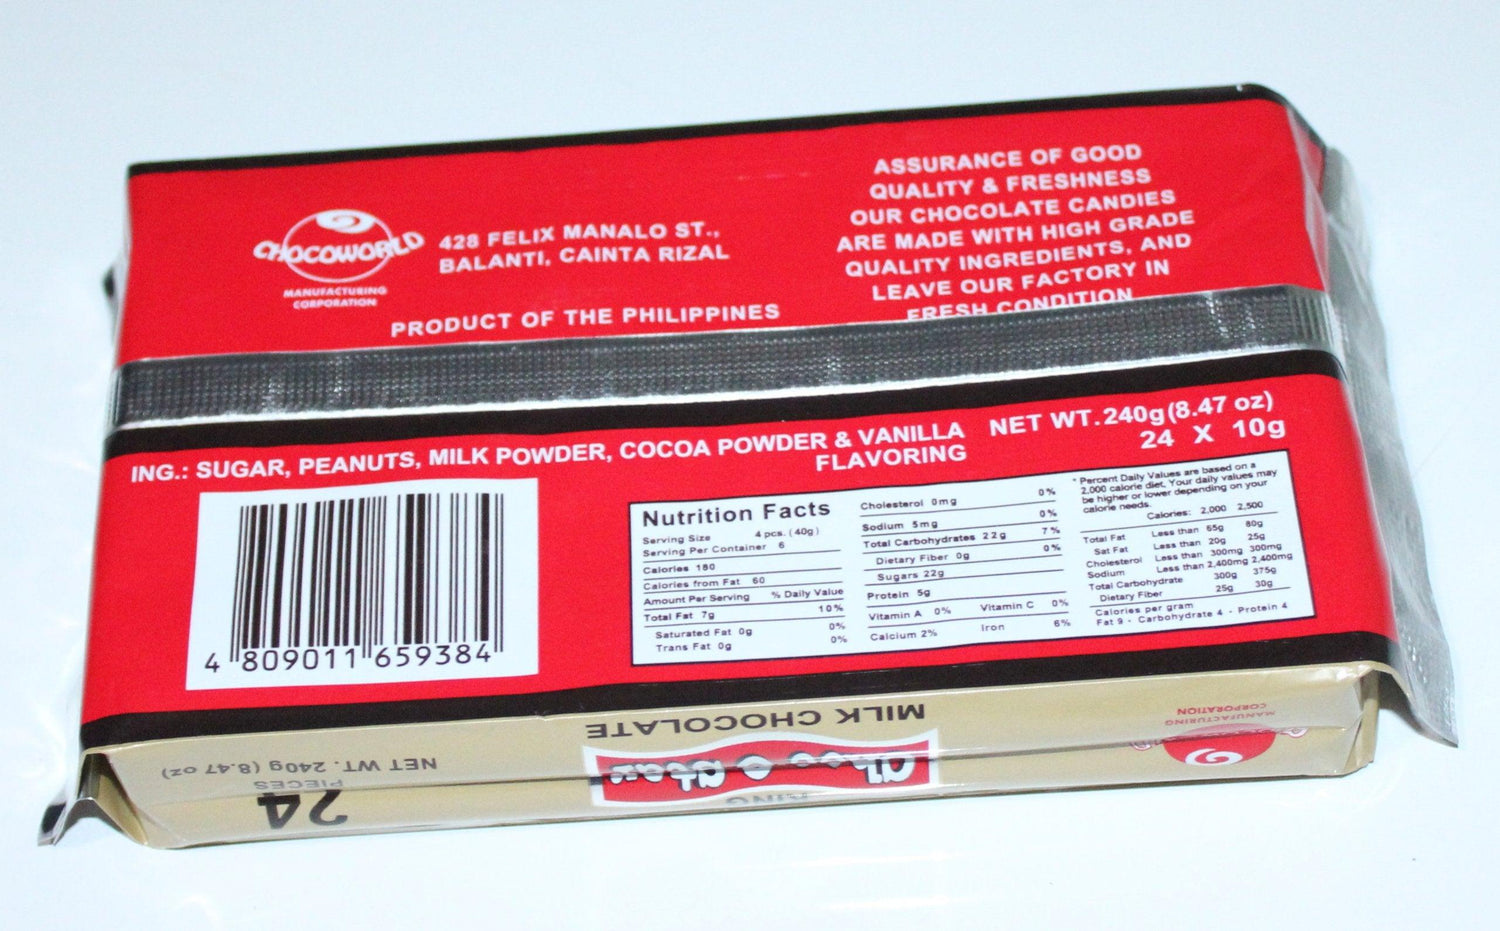 CHOCOWORLD
MANUFACTURING
CORPORATION
428 FELIX MANALO ST.,
BALANTI, CAINTA RIZAL
PRODUCT OF THE PHILIPPINES
ASSURANCE OF GOOD
QUALITY & FRESHNESS
OUR CHOCOLATE CANDIES
ARE MADE WITH HIGH GRADE
QUALITY INGREDIENTS, AND
LEAVE OUR FACTORY IN
FRESH CONDITION
ING.: SUGAR, PEANUTS, MILK POWDER, COCOA POWDER & VANILLA
FLAVORING
NET WT. 240g (8.47 oz)
24 X 10g
4 809011 659384
Nutrition Facts
Serving Size 4 pcs. (40g)
Serving Per Container 6
Calories 180
Calories from Fat 60
Amount Per Serving % Daily Value
Total Fat 7g 10%
Saturated Fat 0g 0%
Trans Fat 0g 0%
Cholesterol 0mg 0%
Sodium 5mg 0%
Total Carbohydrates 22g 7%
Dietary Fiber 0g 0%
Sugars 22g
Protein 5g
Vitamin A 0% Vitamin C 0%
Calcium 2% Iron 6%
* Percent Daily Values are based on a
2,000 calorie diet. Your daily values may
be higher or lower depending on your
calorie needs.
Calories: 2,000 2,500
Total Fat Less than 65g 80g
Sat Fat Less than 20g 25g
Cholesterol Less than 300mg 300mg
Sodium Less than 2,400mg 2,400mg
Total Carbohydrate 300g 375g
Dietary Fiber 25g 30g
Calories per gram
Fat 9 - Carbohydrate 4 - Protein 4
MILK CHOCOLATE
Choc O Star
KING
NET WT. 240g (8.47 oz)
24
PIECES
MANUFACTURING
CORPORATION